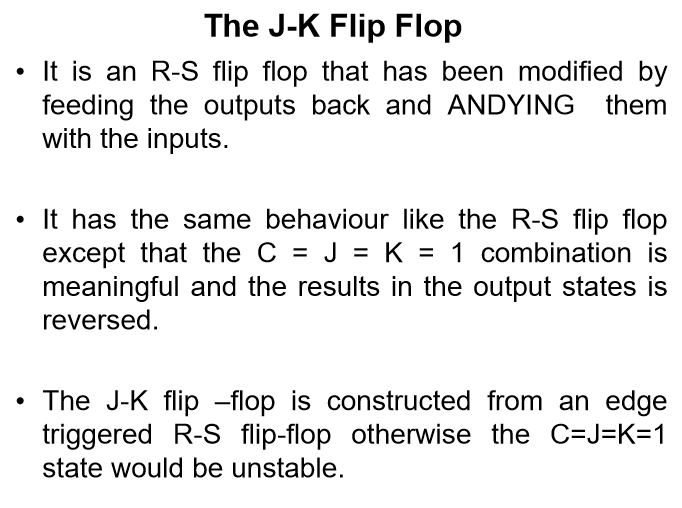 The J-K Flip Flop
• It is an R-S flip flop that has been modified by
feeding the outputs back and ANDYING them
with the inputs.
• It has the same behaviour like the R-S flip flop
except that the C = J = K = 1 combination is
meaningful and the results in the output states is
reversed.
• The J-K flip –flop is constructed from an edge
triggered R-S flip-flop otherwise the C=J=K=1
state would be unstable.